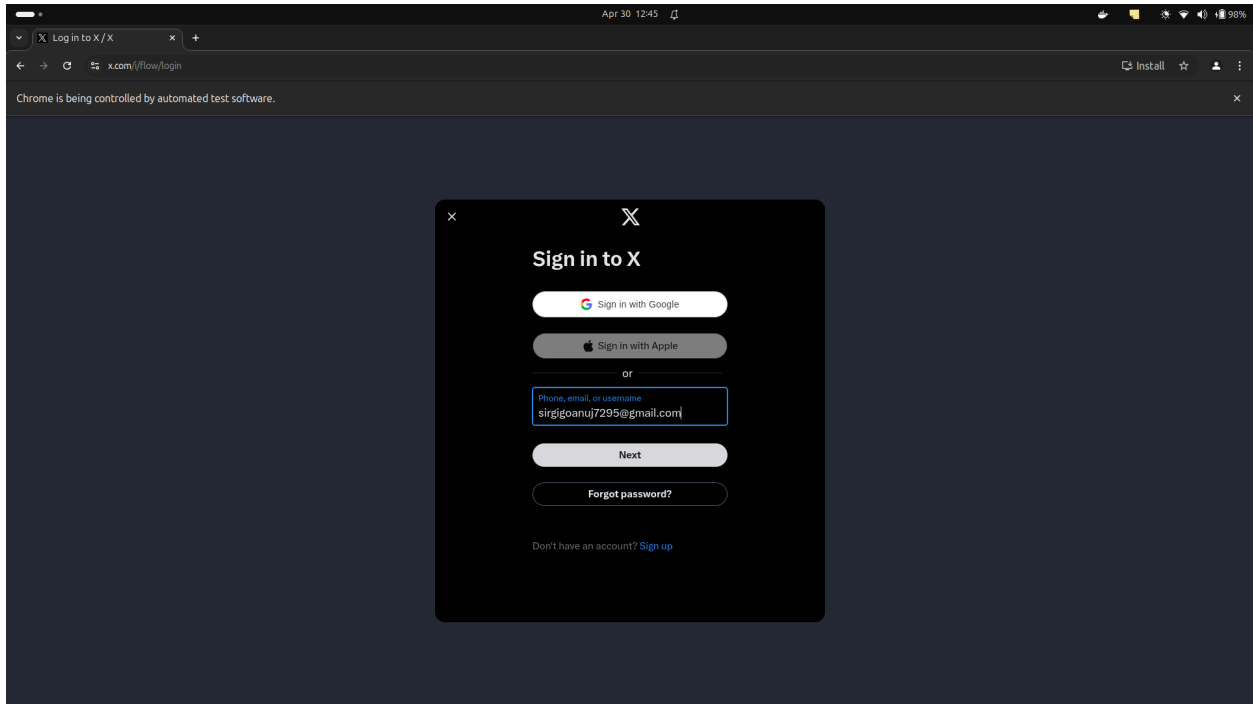 Apr 30 12:45
98%
Log in to X / X
x.com/i/flow/login
Install
Chrome is being controlled by automated test software.
Sign in to X
Sign in with Google
Sign in with Apple
or
Phone, email, or username
sirgigoanuj7295@gmail.com
Next
Forgot password?
Don't have an account? Sign up